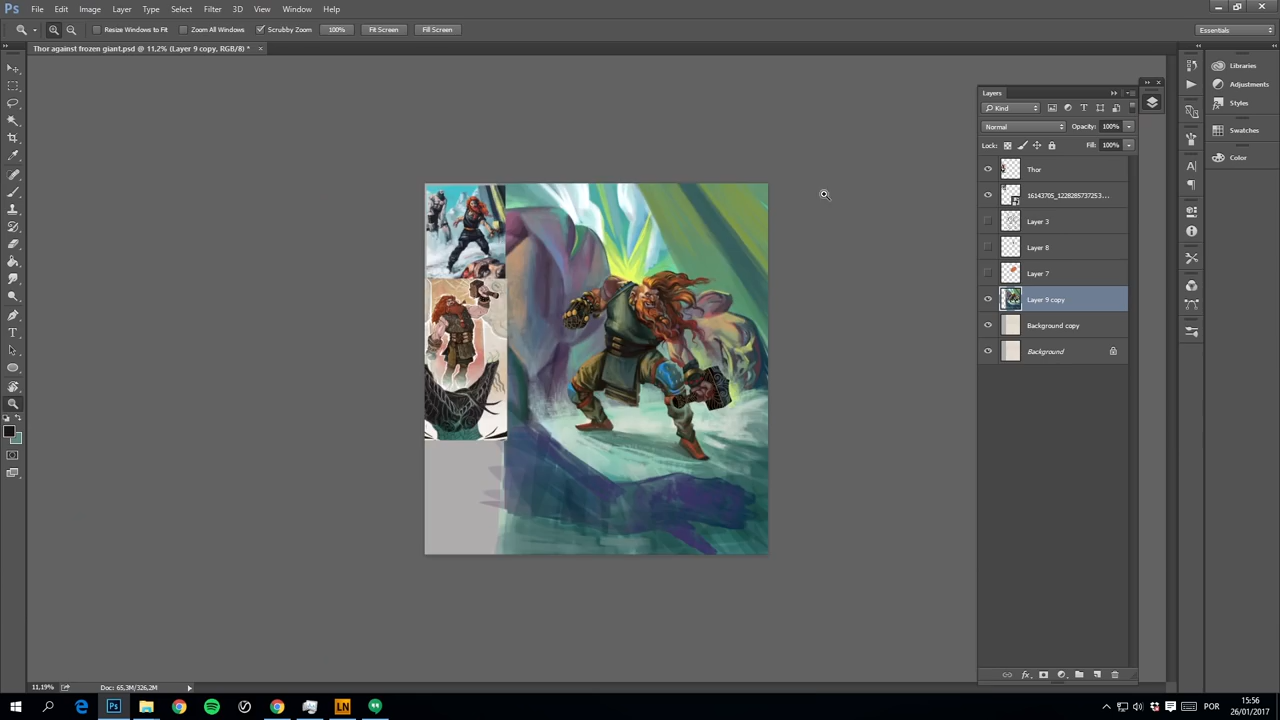 Ps File Edit Image Layer Type Select Filter 3D View Window Help
Resize Windows to Fit Zoom All Windows Scrubby Zoom 100% Fit Screen Fill Screen Essentials
Thor against frozen giant.psd @ 11,2% (Layer 9 copy, RGB/8) *
Libraries
Adjustments
Styles
Swatches
Color
Layers
Kind
Normal Opacity: 100%
Lock: Fill: 100%
Thor
16143705_1228285737253...
Layer 3
Layer 8
Layer 7
Layer 9 copy
Background copy
Background
11,19% Doc: 65,3M/326,2M
POR
15:56
26/01/2017